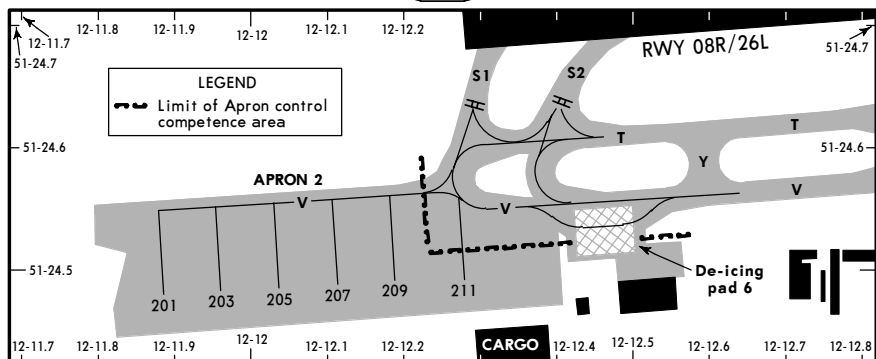 12-11.8 12-11.9 12-12 12-12.1 12-12.2
12-11.7
51-24.7
RWY 08R/26L
51-24.7
S1
S2
LEGEND
Limit of Apron control
competence area
T
T
51-24.6
Y
51-24.6
APRON 2
V
V
V
51-24.5
201 203 205 207 209 211
De-icing
pad 6
CARGO
12-11.7 12-11.8 12-11.9 12-12 12-12.1 12-12.2 12-12.4 12-12.5 12-12.6 12-12.7 12-12.8